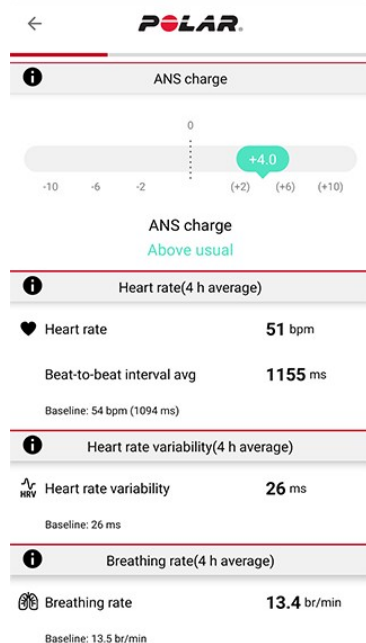 POLAR.
ANS charge
0
+4.0
-10 -6 -2 (+2) (+6) (+10)
ANS charge
Above usual
Heart rate(4 h average)
Heart rate 51 bpm
Beat-to-beat interval avg 1155 ms
Baseline: 54 bpm (1094 ms)
Heart rate variability(4 h average)
HRV Heart rate variability 26 ms
Baseline: 26 ms
Breathing rate(4 h average)
Breathing rate 13.4 br/min
Baseline: 13.5 br/min